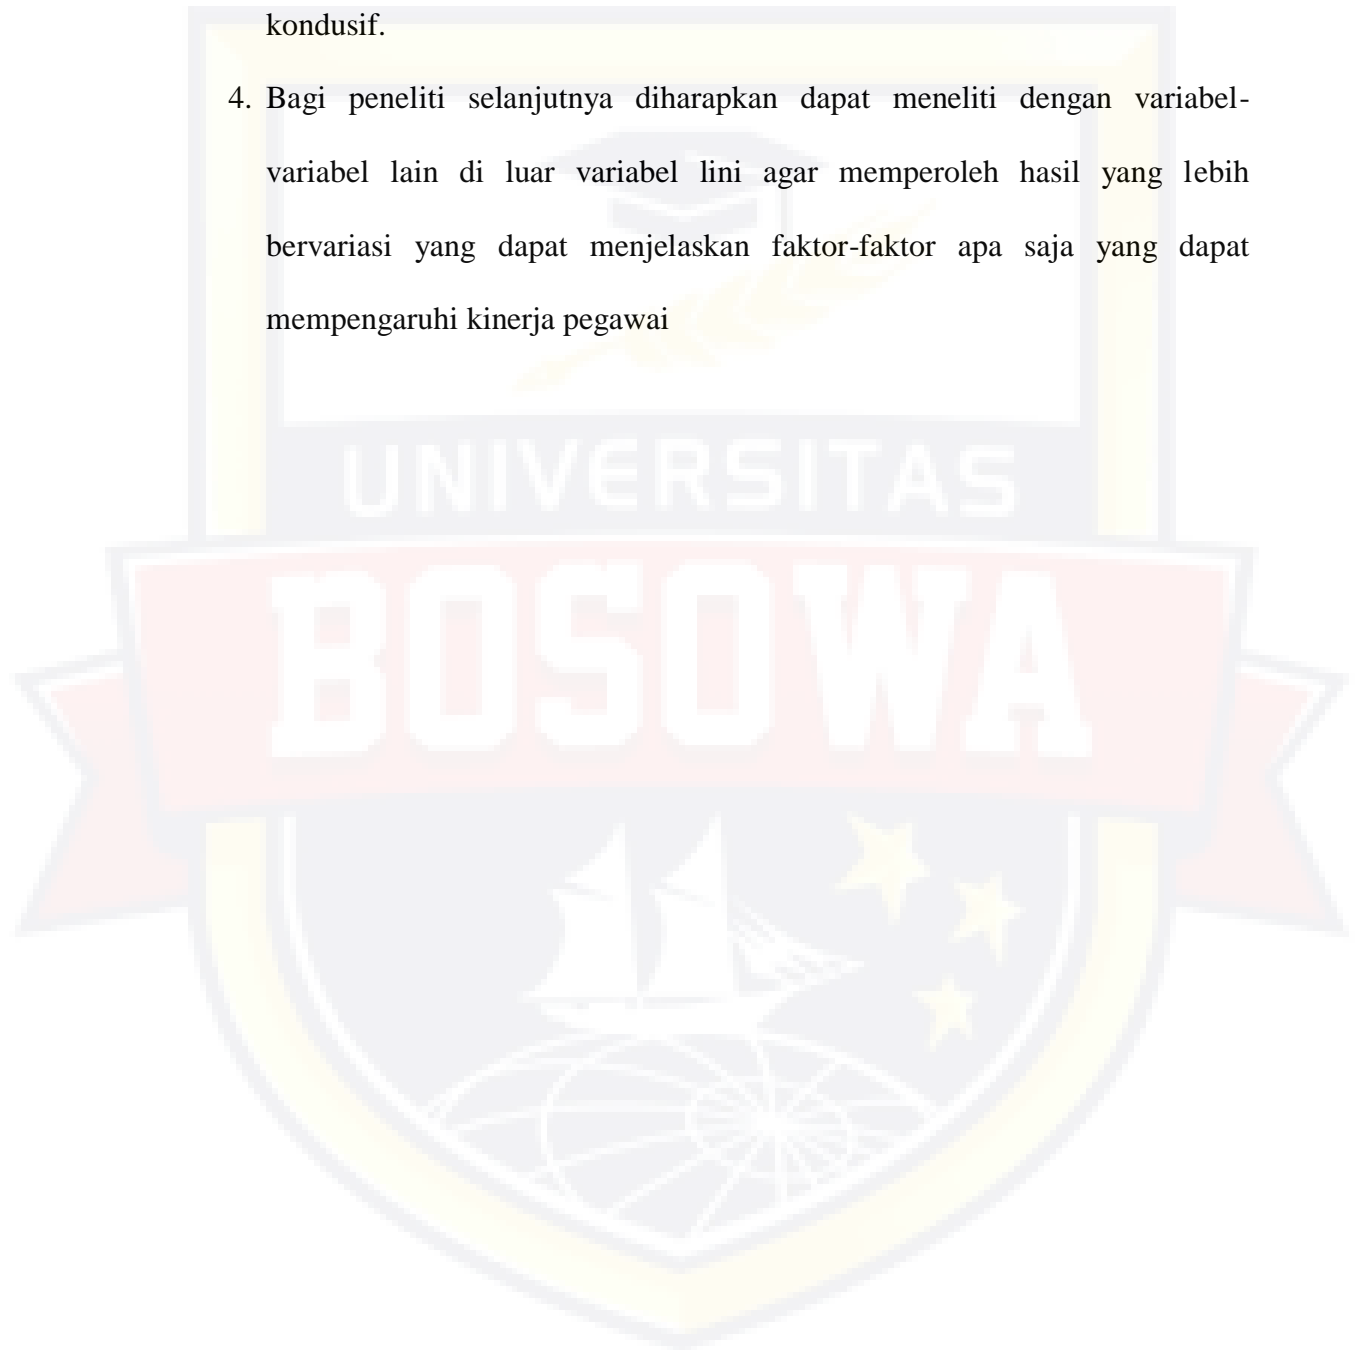 kondusif.
4. Bagi peneliti selanjutnya diharapkan dapat meneliti dengan variabel-
variabel lain di luar variabel lini agar memperoleh hasil yang lebih
bervariasi yang dapat menjelaskan faktor-faktor apa saja yang dapat
mempengaruhi kinerja pegawai
UNIVERSITAS
BOSOWA